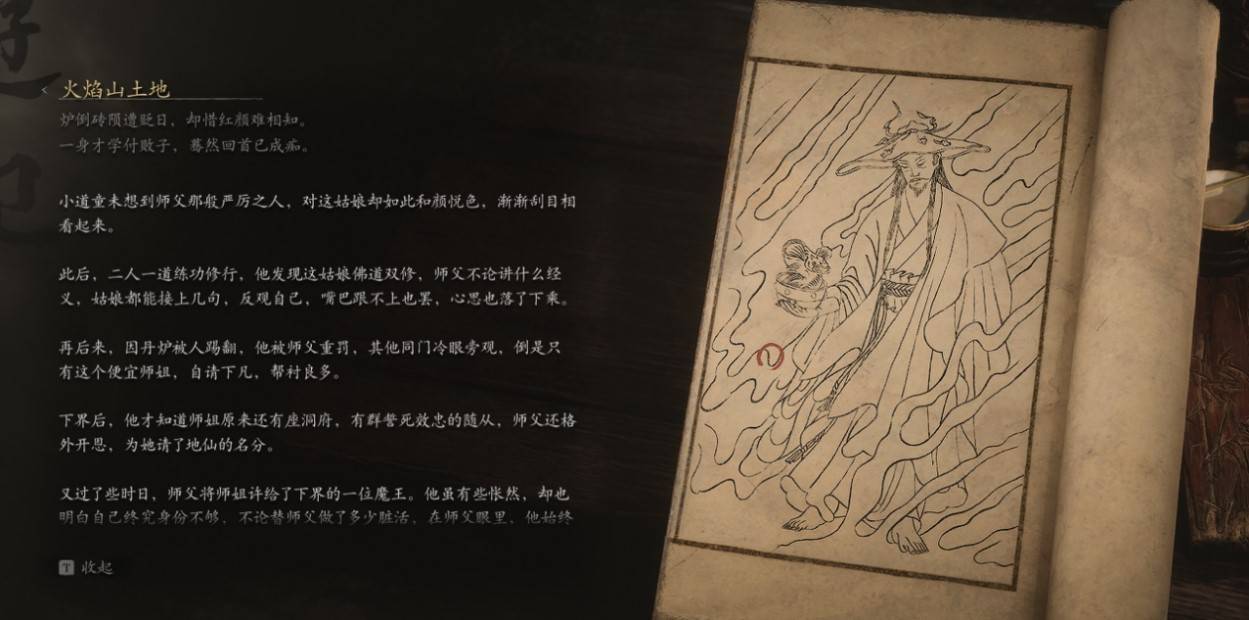 火焰山土地
炉倒砖陨遭贬日，却惜红颜难相知。
一身才学付败子，蓦然回首已成痴。
小道童未想到师父那般严厉之人，对这姑娘却如此和颜悦色，渐渐刮目相
看起来。
此后，二人一道练功修行，他发现这姑娘佛道双修，师父不论讲什么经
义，姑娘都能接上几句，反观自己，嘴巴跟不上也罢，心思也落了下乘。
再后来，因丹炉被人踢翻，他被师父重罚，其他同门冷眼旁观，倒是只
有这个便宜师姐，自请下凡，帮衬良多。
下界后，他才知道师姐原来还有座洞府，有群誓死效忠的随从，师父还格
外开恩，为她请了地仙的名分。
又过了些时日，师父将师姐许给了下界的一位魔王。他虽有些怅然，却也
明白自己终究身份不够，不论替师父做了多少脏活，在师父眼里，他始终
T 收起